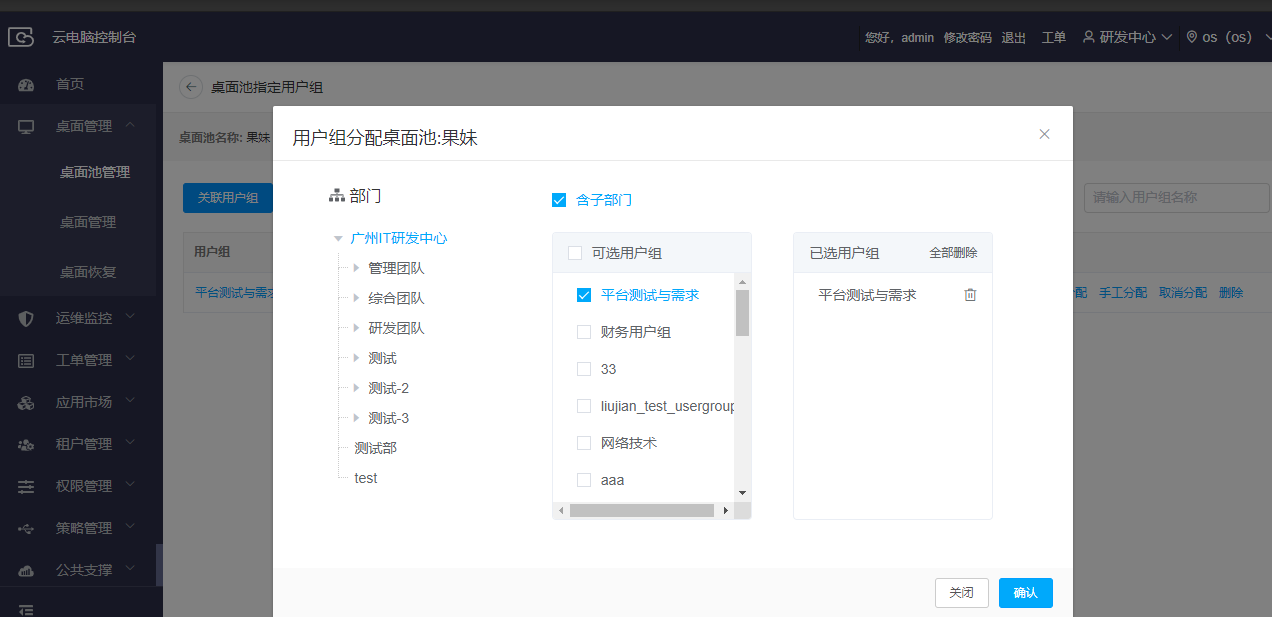 云电脑控制台
您好，admin 修改密码 退出 工单 研发中心 os（os）
首页
桌面管理
桌面池管理
桌面管理
桌面恢复
运维监控
工单管理
应用市场
租户管理
权限管理
策略管理
公共支撑
桌面池指定用户组
桌面池名称: 果妹
关联用户组
请输入用户组名称
用户组
平台测试与需求
配 手工分配 取消分配 删除
用户组分配桌面池:果妹
部门
广州IT研发中心
管理团队
综合团队
研发团队
测试
测试-2
测试-3
测试部
test
含子部门
可选用户组
平台测试与需求
财务用户组
33
liujian_test_usergroup
网络技术
aaa
已选用户组 全部删除
平台测试与需求
关闭 确认